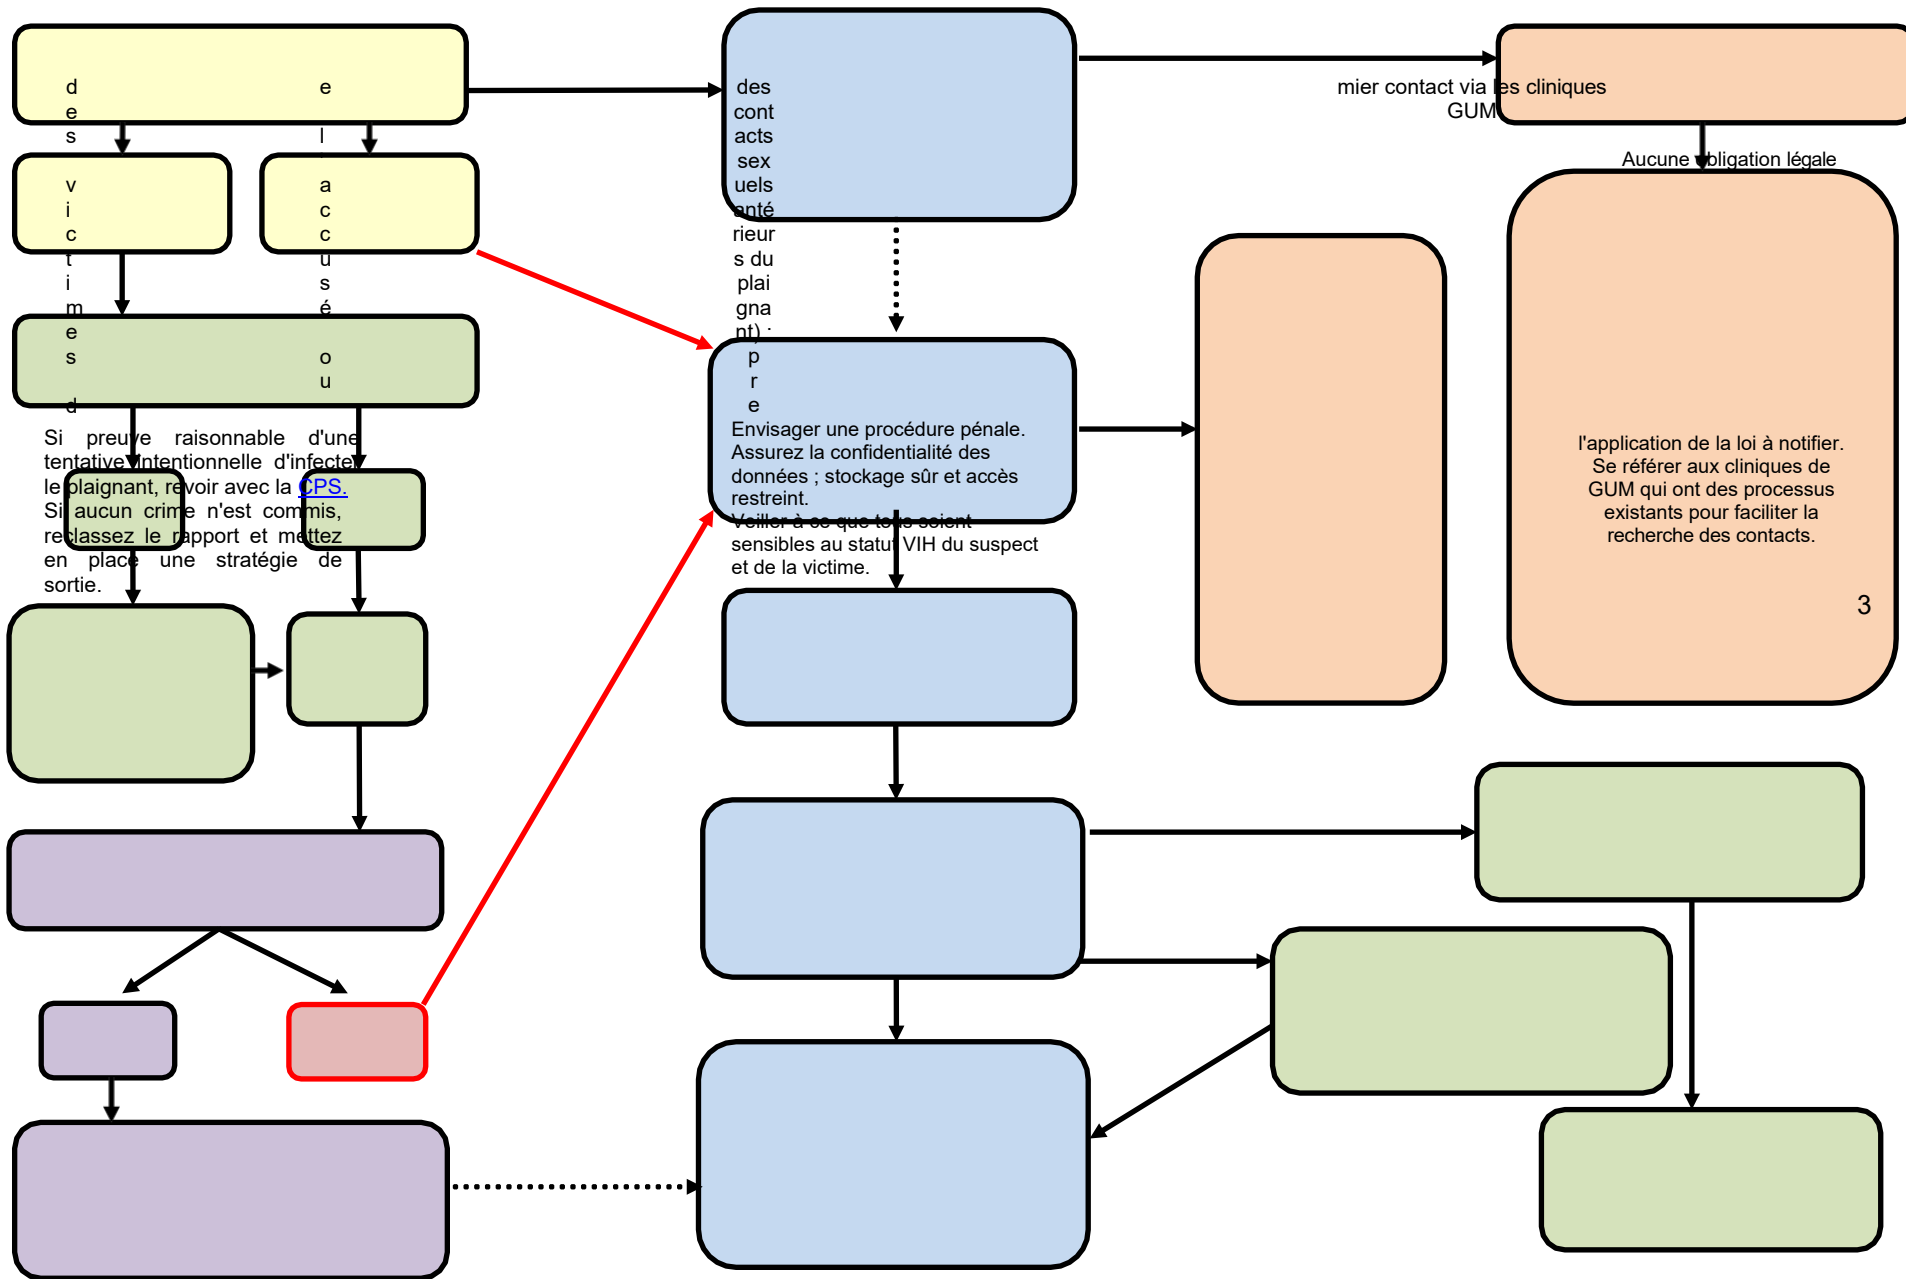 d
e
s
v
i
c
t
i
m
e
s
d
e
l
a
c
c
u
s
é
o
u
des
cont
acts
sex
uels
anté
rieur
s du
plai
gna
nt) ;
p
r
e
mier contact via les cliniques
GUM
Aucune obligation légale
Si preuve raisonnable d'une
tentative intentionnelle d'infecter
le plaignant, revoir avec la CPS.
Si aucun crime n'est commis,
reclassez le rapport et mettez
en place une stratégie de
sortie.
Envisager une procédure pénale.
Assurez la confidentialité des
données ; stockage sûr et accès
restreint.
Veiller à ce que tous soient
sensibles au statut VIH du suspect
et de la victime.
l'application de la loi à notifier.
Se référer aux cliniques de
GUM qui ont des processus
existants pour faciliter la
recherche des contacts.
3